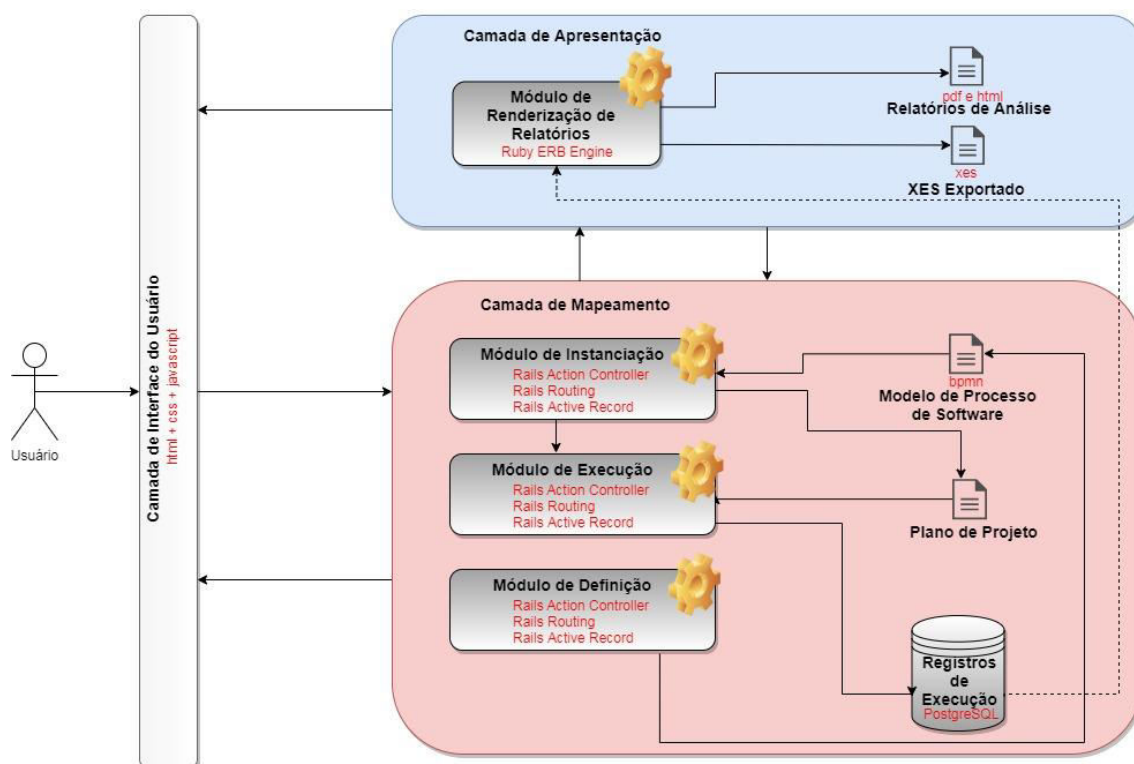 Camada de Apresentação
Módulo de
Renderização de
Relatórios
Ruby ERB Engine
pdf e html
Relatórios de Análise
xes
XES Exportado
Camada de Interface do Usuário
html + css + javascript
Usuário
Camada de Mapeamento
Módulo de Instanciação
Rails Action Controller
Rails Routing
Rails Active Record
bpmn
Modelo de Processo
de Software
Módulo de Execução
Rails Action Controller
Rails Routing
Rails Active Record
Plano de Projeto
Módulo de Definição
Rails Action Controller
Rails Routing
Rails Active Record
Registros
de
Execução
PostgreSQL